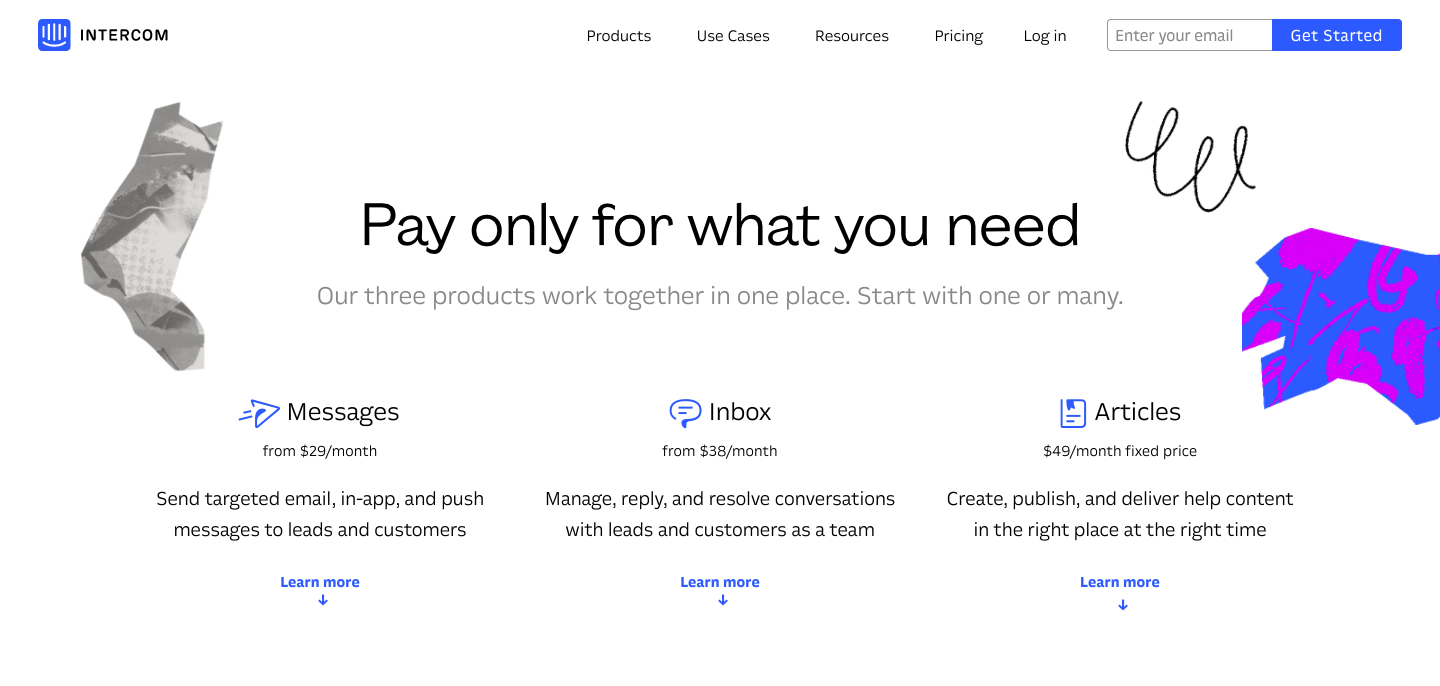 INTERCOM
Products Use Cases Resources Pricing Log in Enter your email Get Started
Pay only for what you need
Our three products work together in one place. Start with one or many.
Messages
from $29/month
Send targeted email, in-app, and push
messages to leads and customers
Learn more
Inbox
from $38/month
Manage, reply, and resolve conversations
with leads and customers as a team
Learn more
Articles
$49/month fixed price
Create, publish, and deliver help content
in the right place at the right time
Learn more